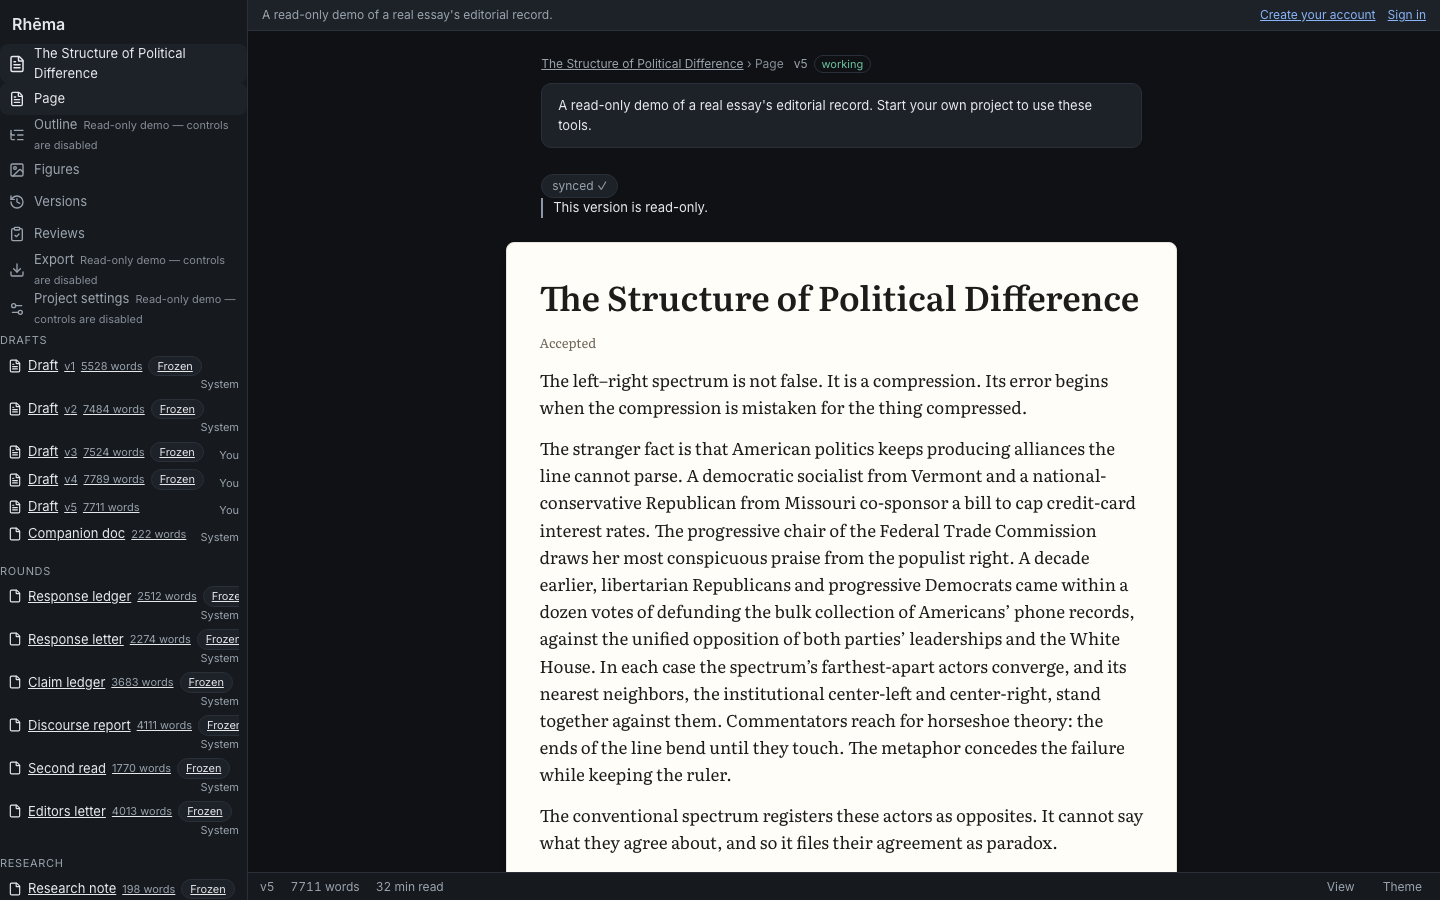 Rhēma
The Structure of Political
Difference
Page
Outline Read-only demo — controls
are disabled
Figures
Versions
Reviews
Export Read-only demo — controls
are disabled
Project settings Read-only demo —
controls are disabled
DRAFTS
Draft v1 5528 words Frozen
System
Draft v2 7484 words Frozen
System
Draft v3 7524 words Frozen You
Draft v4 7789 words Frozen You
Draft v5 7711 words You
Companion doc 222 words System
ROUNDS
Response ledger 2512 words Froze
System
Response letter 2274 words Frozen
System
Claim ledger 3683 words Frozen
System
Discourse report 4111 words Frozen
System
Second read 1770 words Frozen
System
Editors letter 4013 words Frozen
System
RESEARCH
Research note 198 words Frozen
A read-only demo of a real essay's editorial record.
Create your account Sign in
The Structure of Political Difference › Page v5 working
A read-only demo of a real essay's editorial record. Start your own project to use these
tools.
synced ✓
This version is read-only.
The Structure of Political Difference
Accepted
The left–right spectrum is not false. It is a compression. Its error begins
when the compression is mistaken for the thing compressed.
The stranger fact is that American politics keeps producing alliances the
line cannot parse. A democratic socialist from Vermont and a national-
conservative Republican from Missouri co-sponsor a bill to cap credit-card
interest rates. The progressive chair of the Federal Trade Commission
draws her most conspicuous praise from the populist right. A decade
earlier, libertarian Republicans and progressive Democrats came within a
dozen votes of defunding the bulk collection of Americans’ phone records,
against the unified opposition of both parties’ leaderships and the White
House. In each case the spectrum’s farthest-apart actors converge, and its
nearest neighbors, the institutional center-left and center-right, stand
together against them. Commentators reach for horseshoe theory: the
ends of the line bend until they touch. The metaphor concedes the failure
while keeping the ruler.
The conventional spectrum registers these actors as opposites. It cannot say
what they agree about, and so it files their agreement as paradox.
v5 7711 words 32 min read
View Theme